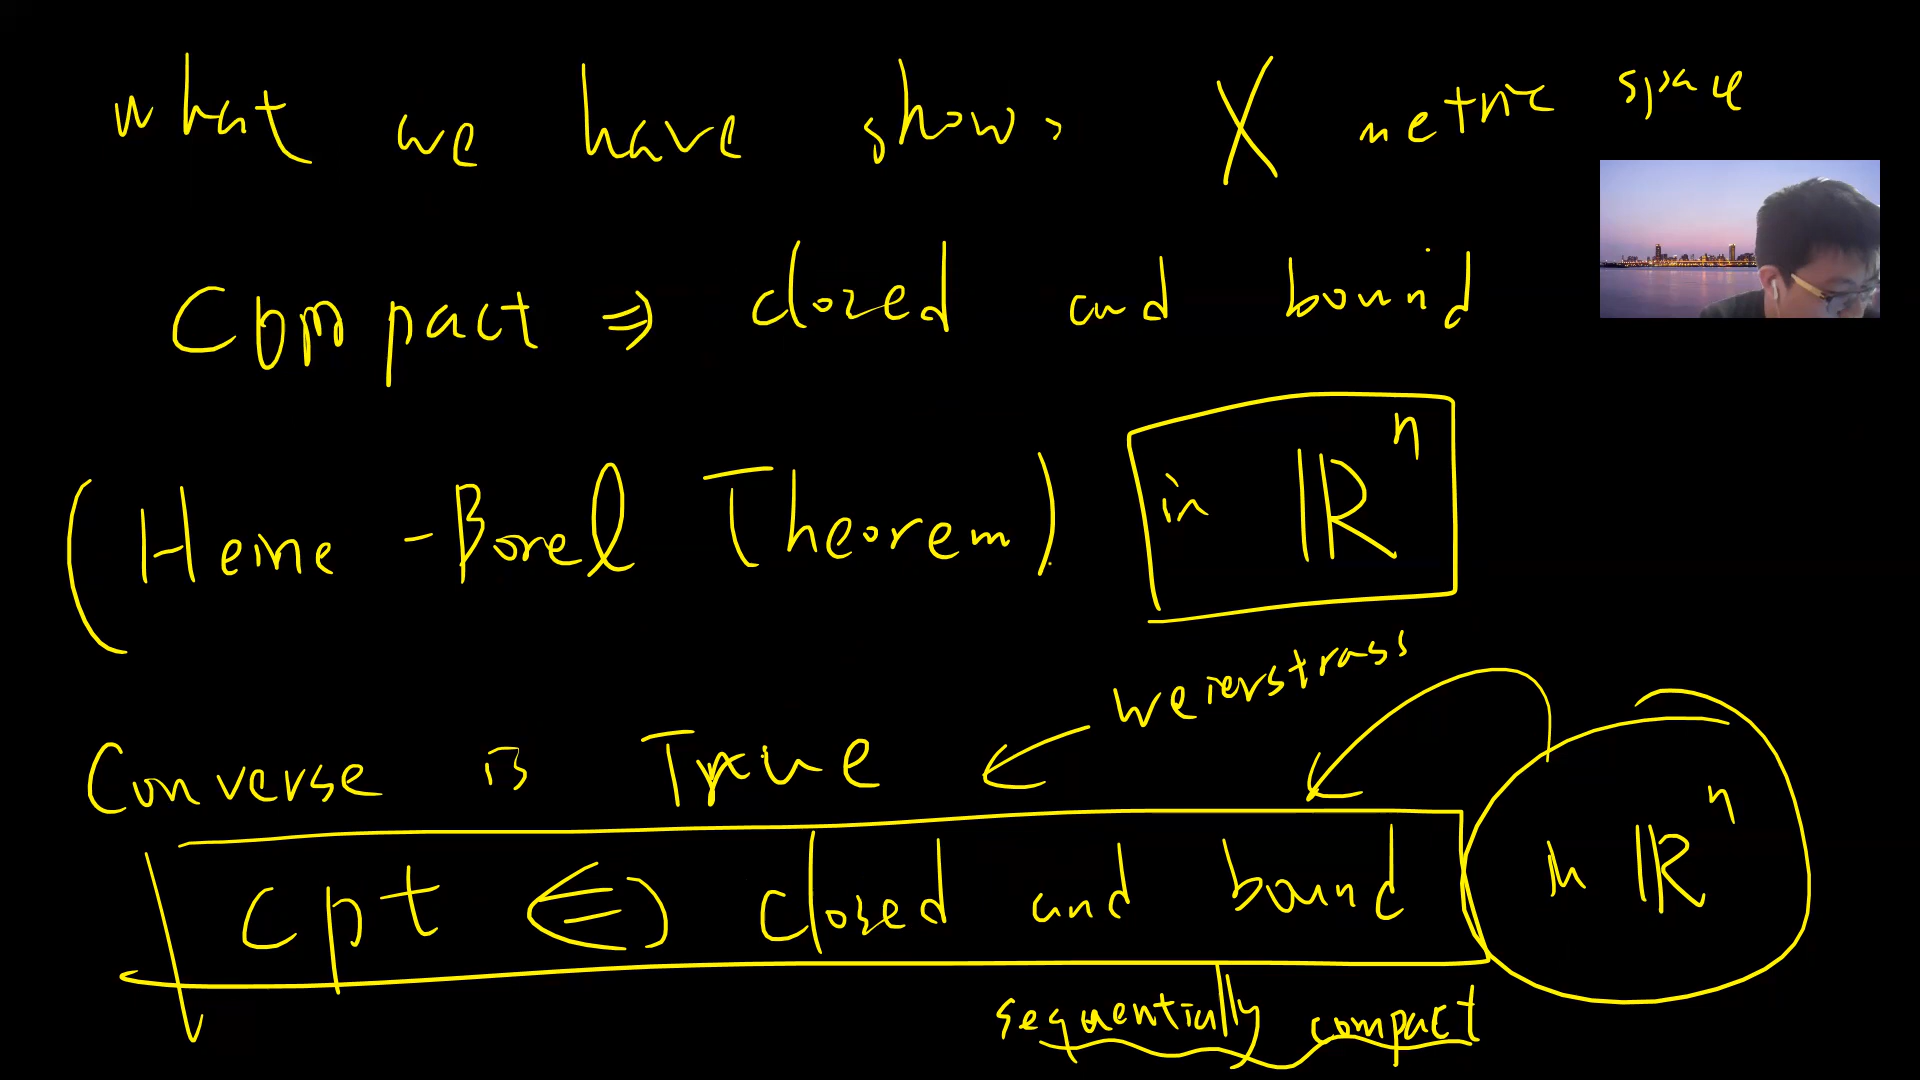 what we have show, X metric space
Compact ⇒ closed and bound
(Heine-Borel Theorem) in ℝⁿ
Weierstrass
Converse is True
cpt ⇔ closed and bound in ℝⁿ
sequentially compact